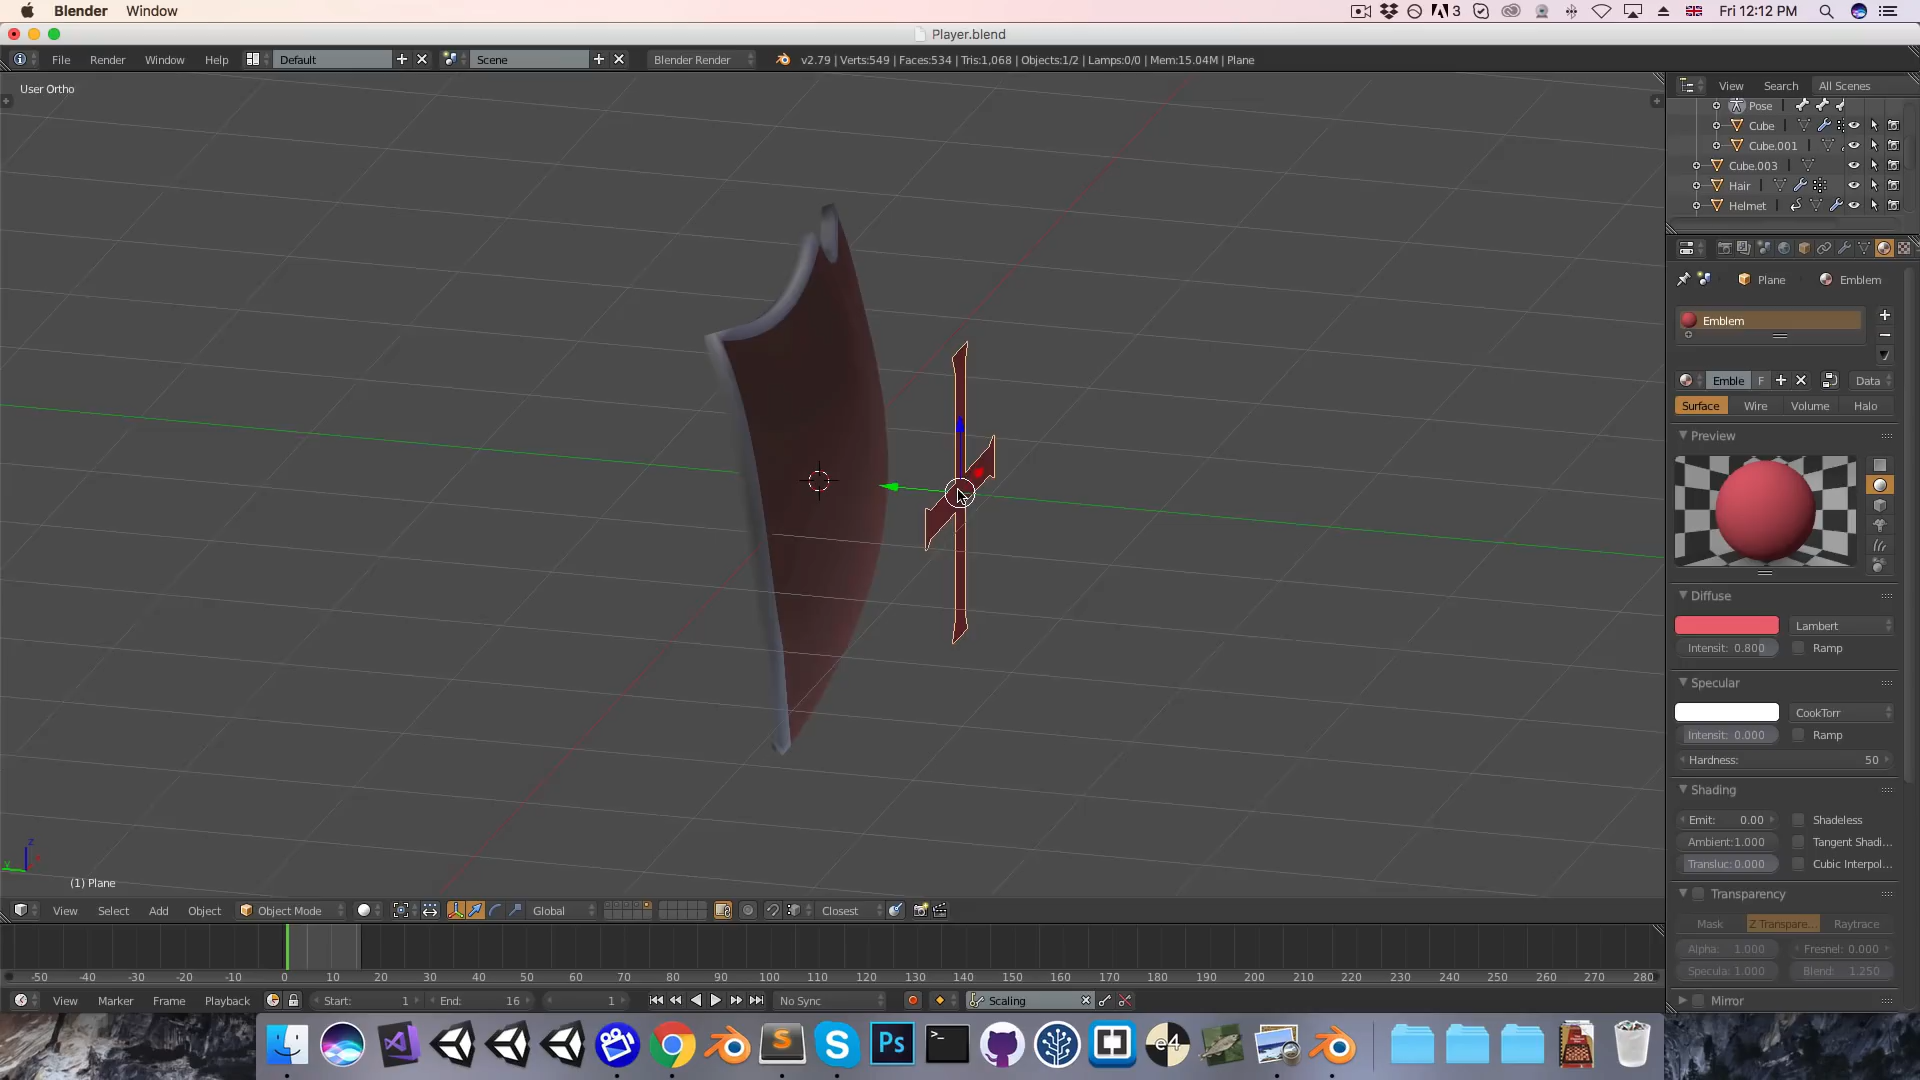 Blender Window 3 Fri 12:12 PM
Player.blend
File Render Window Help Default Scene Blender Render v2.79 | Verts:549 | Faces:534 | Tris:1,068 | Objects:1/2 | Lamps:0/0 | Mem:15.04M | Plane
User Ortho
View Search All Scenes
Pose
Cube
Cube.001
Cube.003
Hair
Helmet
Plane Emblem
Emblem
Emble F Data
Surface Wire Volume Halo
Preview
Diffuse
Lambert
Intensit: 0.800 Ramp
Specular
CookTorr
Intensit: 0.000 Ramp
Hardness: 50
Shading
Emit: 0.00 Shadeless
Ambient:1.000 Tangent Shadi...
Transluc:0.000 Cubic Interpol...
Transparency
Mask Z Transpare... Raytrace
Alpha: 1.000 Fresnel: 0.000
Specula: 1.000 Blend: 1.250
Mirror
z
y
(1) Plane
View Select Add Object Object Mode Global Closest
-50 -40 -30 -20 -10 0 10 20 30 40 50 60 70 80 90 100 110 120 130 140 150 160 170 180 190 200 210 220 230 240 250 260 270 280
View Marker Frame Playback Start: 1 End: 16 1 No Sync Scaling
S S Ps >_ e4